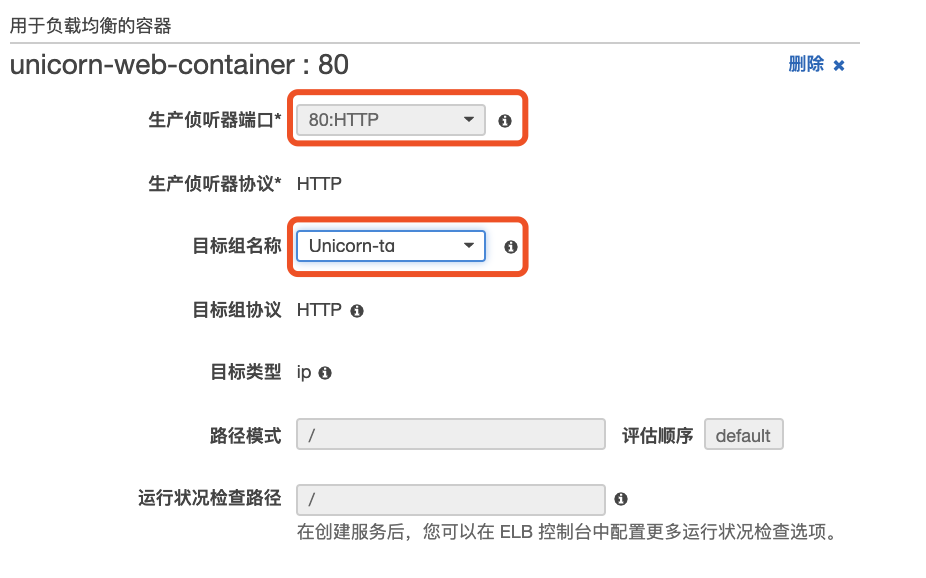 用于负载均衡的容器
unicorn-web-container : 80
删除 ×
生产侦听器端口* 80:HTTP
生产侦听器协议* HTTP
目标组名称 Unicorn-ta
目标组协议 HTTP
目标类型 ip
路径模式 / 评估顺序 default
运行状况检查路径 /
在创建服务后，您可以在 ELB 控制台中配置更多运行状况检查选项。